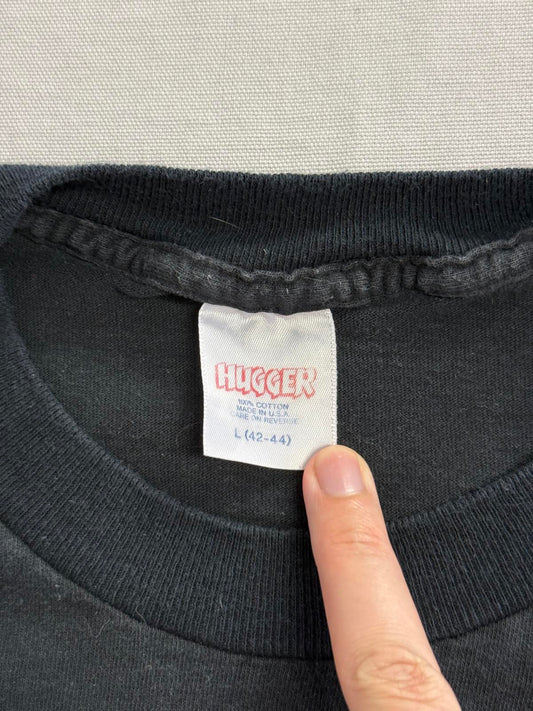 HUGGER
100% COTTON
MADE IN U.S.A.
CARE ON REVERSE
L (42-44)